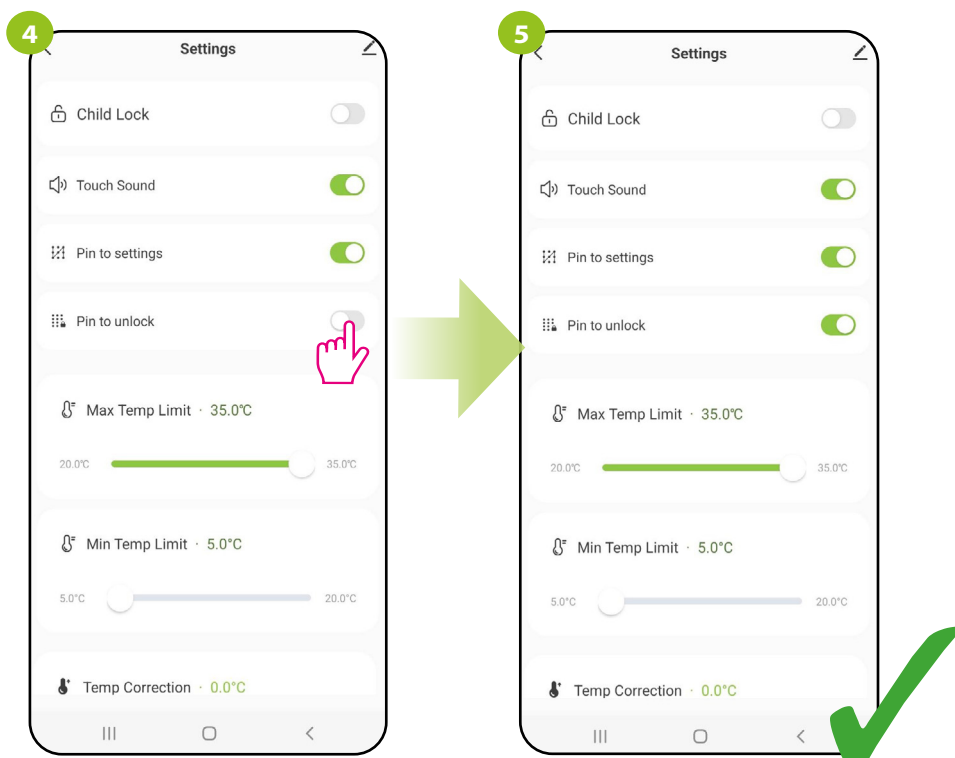 4
Settings
Child Lock
Touch Sound
Pin to settings
Pin to unlock
Max Temp Limit · 35.0℃
20.0℃ 35.0℃
Min Temp Limit · 5.0°C
5.0°C 20.0°C
Temp Correction · 0.0°C
5
Settings
Child Lock
Touch Sound
Pin to settings
Pin to unlock
Max Temp Limit · 35.0℃
20.0℃ 35.0℃
Min Temp Limit · 5.0°C
5.0°C 20.0°C
Temp Correction · 0.0°C